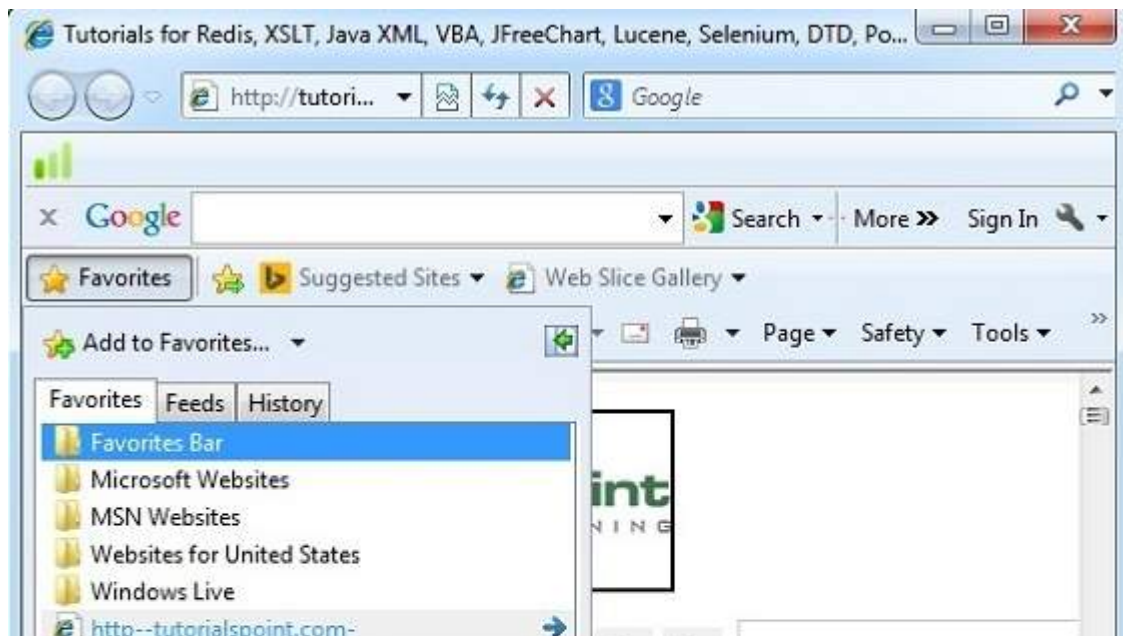 Tutorials for Redis, XSLT, Java XML, VBA, JFreeChart, Lucene, Selenium, DTD, Po...
http://tutori... Google
x Google Search More >> Sign In
Favorites Suggested Sites Web Slice Gallery
Add to Favorites... Page Safety Tools >>
Favorites Feeds History
Favorites Bar
Microsoft Websites
int
MSN Websites
NING
Websites for United States
Windows Live
http--tutorialspoint.com-